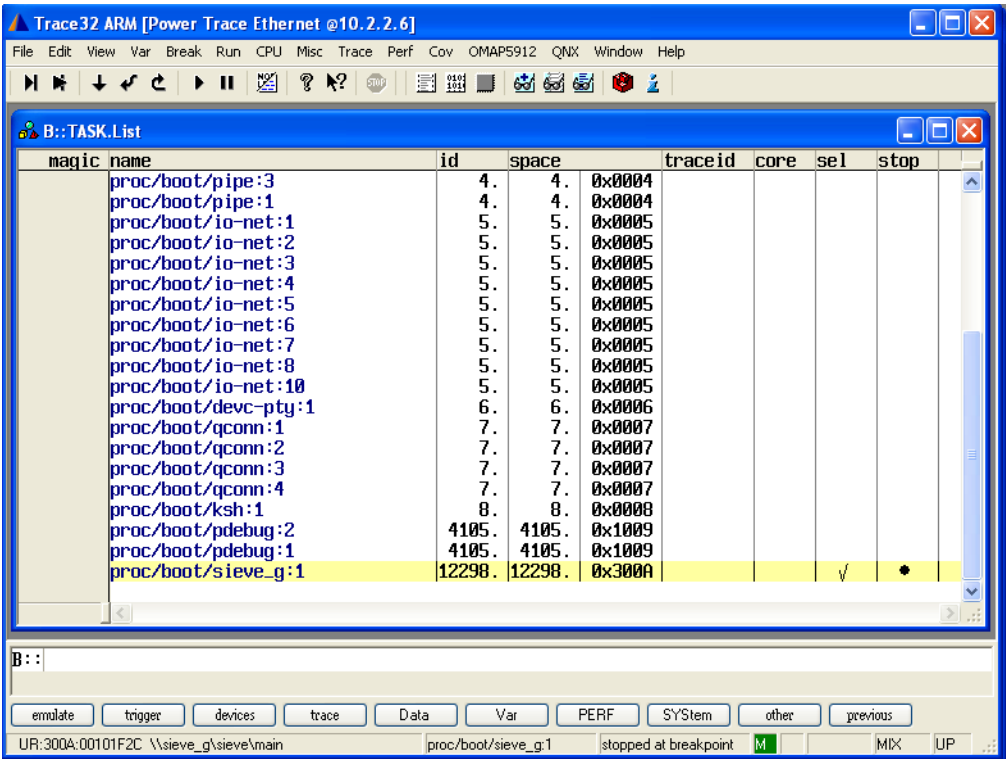 Trace32 ARM [Power Trace Ethernet @10.2.2.6]
File Edit View Var Break Run CPU Misc Trace Perf Cov OMAP5912 QNX Window Help
B::TASK.List
magic name id space traceid core sel stop
proc/boot/pipe:3 4. 4. 0x0004
proc/boot/pipe:1 4. 4. 0x0004
proc/boot/io-net:1 5. 5. 0x0005
proc/boot/io-net:2 5. 5. 0x0005
proc/boot/io-net:3 5. 5. 0x0005
proc/boot/io-net:4 5. 5. 0x0005
proc/boot/io-net:5 5. 5. 0x0005
proc/boot/io-net:6 5. 5. 0x0005
proc/boot/io-net:7 5. 5. 0x0005
proc/boot/io-net:8 5. 5. 0x0005
proc/boot/io-net:10 5. 5. 0x0005
proc/boot/devc-pty:1 6. 6. 0x0006
proc/boot/qconn:1 7. 7. 0x0007
proc/boot/qconn:2 7. 7. 0x0007
proc/boot/qconn:3 7. 7. 0x0007
proc/boot/qconn:4 7. 7. 0x0007
proc/boot/ksh:1 8. 8. 0x0008
proc/boot/pdebug:2 4105. 4105. 0x1009
proc/boot/pdebug:1 4105. 4105. 0x1009
proc/boot/sieve_g:1 12298. 12298. 0x300A √ ●
B::
emulate trigger devices trace Data Var PERF SYStem other previous
UR:300A:00101F2C \\sieve_g\sieve\main proc/boot/sieve_g:1 stopped at breakpoint M MIX UP